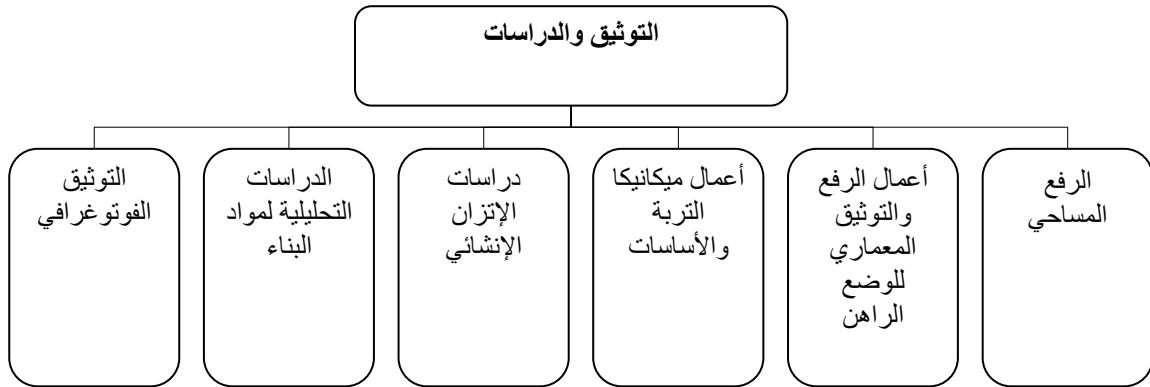 التوثيق والدراسات
الرفع
المساحي
أعمال الرفع
والتوثيق
المعماري
للوضع
الراهن
أعمال ميكانيكا
التربة
والأساسات
دراسات
الإتزان
الإنشائي
الدراسات
التحليلية لمواد
البناء
التوثيق
الفوتوغرافي